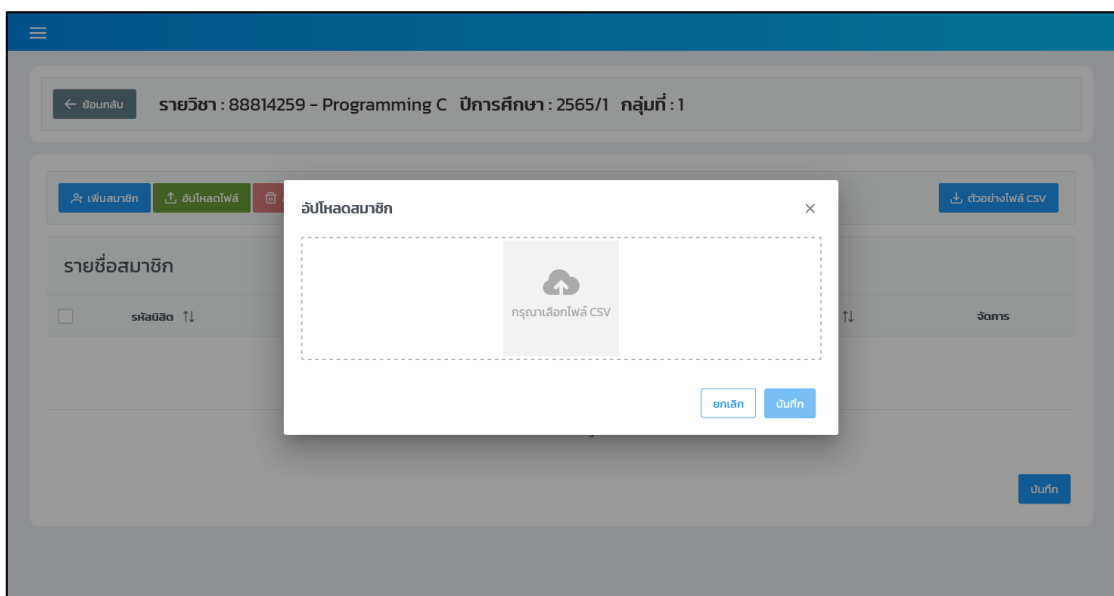 ย้อนกลับ รายวิชา : 88814259 - Programming C ปีการศึกษา : 2565/1 กลุ่มที่ : 1
เพิ่มสมาชิก อัปโหลดไฟล์ ตัวอย่างไฟล์ CSV
อัปโหลดสมาชิก
รายชื่อสมาชิก
กรุณาเลือกไฟล์ CSV
รหัสนิสิต จัดการ
ยกเลิก บันทึก
บันทึก